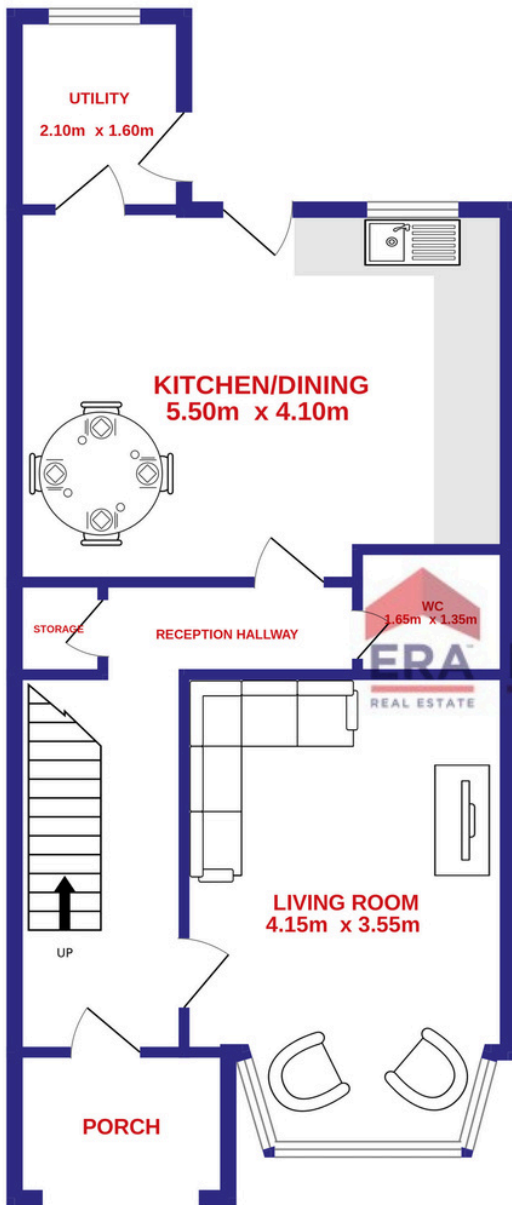 UTILITY
2.10m x 1.60m
KITCHEN/DINING
5.50m x 4.10m
STORAGE
RECEPTION HALLWAY
WC
1.65m x 1.35m
ERA
REAL ESTATE
LIVING ROOM
4.15m x 3.55m
UP
PORCH